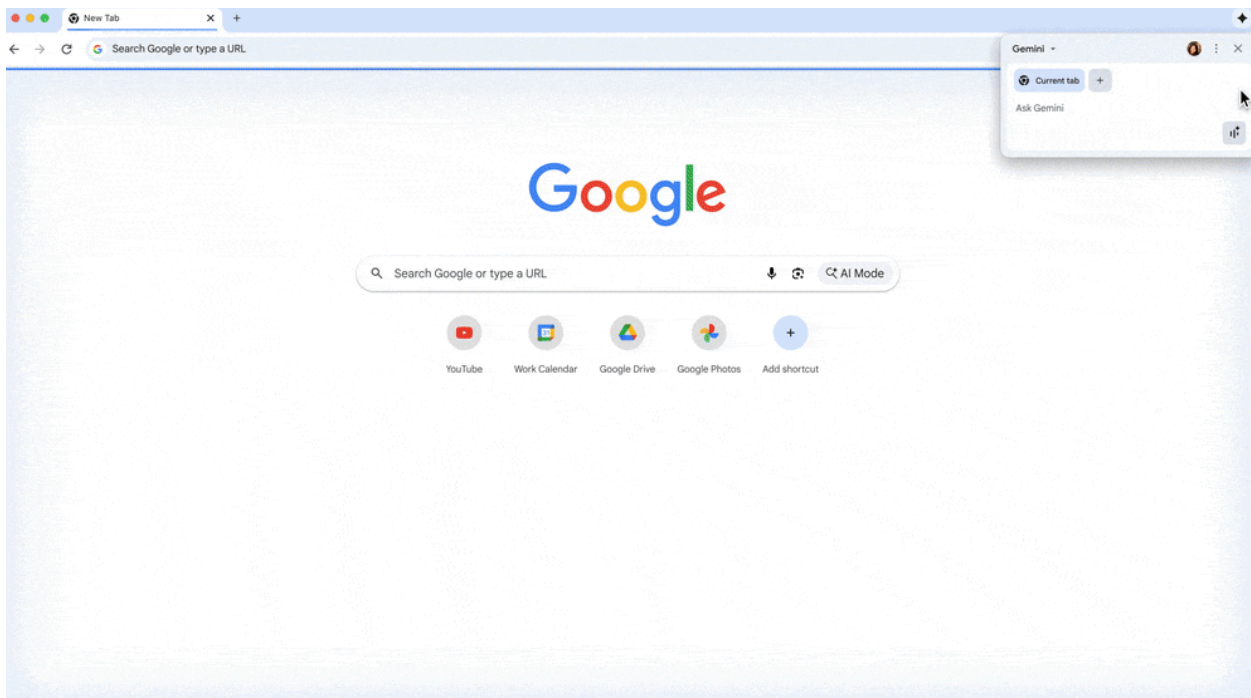 New Tab
Search Google or type a URL
Gemini
Current tab
Ask Gemini
Google
Search Google or type a URL
AI Mode
YouTube
Work Calendar
Google Drive
Google Photos
Add shortcut